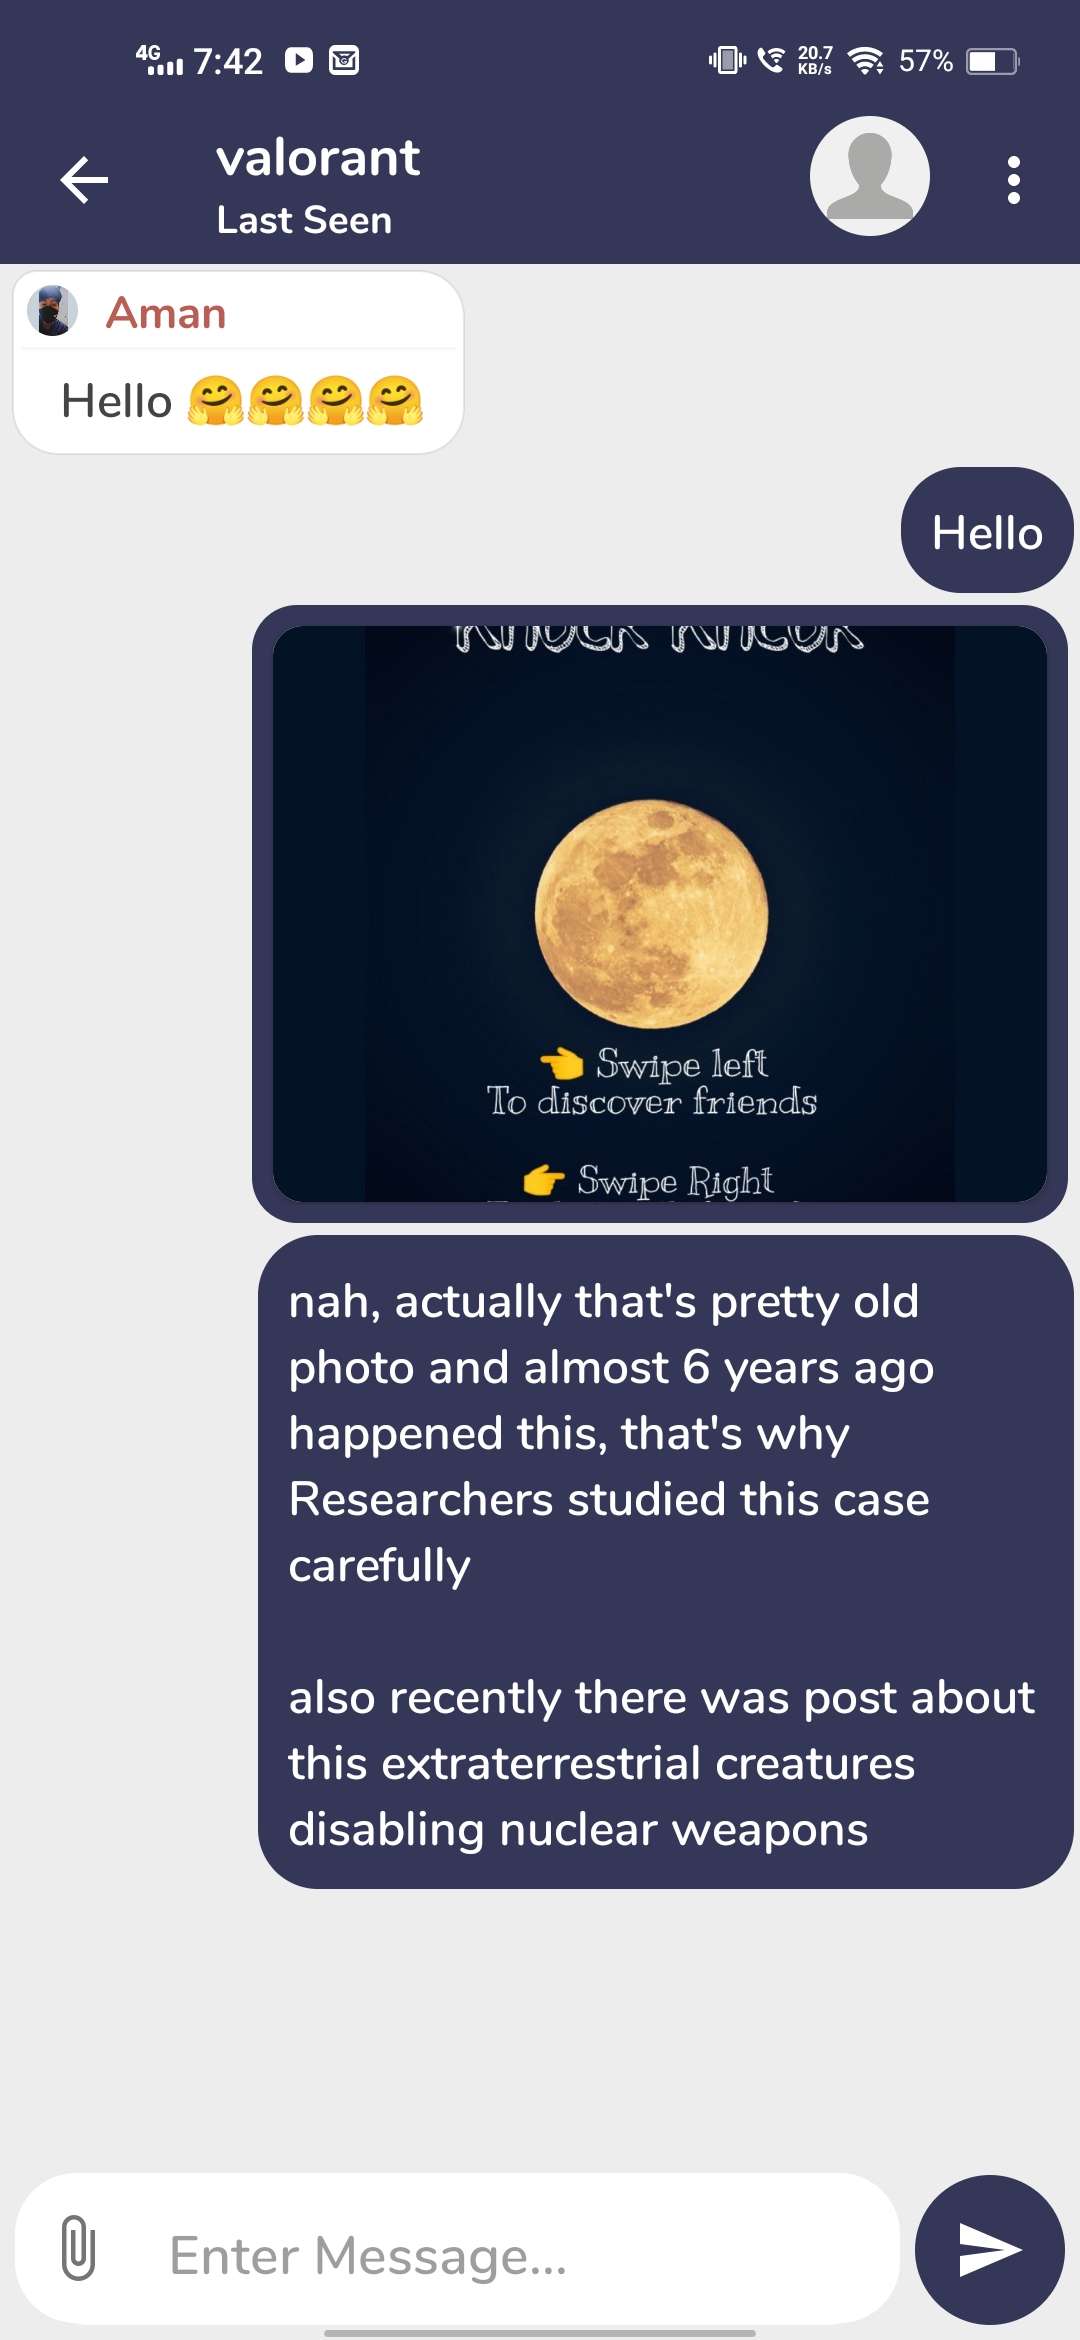 4G 7:42 20.7 KB/s 57%
valorant
Last Seen
Aman
Hello 🤗🤗🤗🤗
Hello
👈 Swipe left
To discover friends
👉 Swipe Right
nah, actually that's pretty old
photo and almost 6 years ago
happened this, that's why
Researchers studied this case
carefully
also recently there was post about
this extraterrestrial creatures
disabling nuclear weapons
Enter Message...